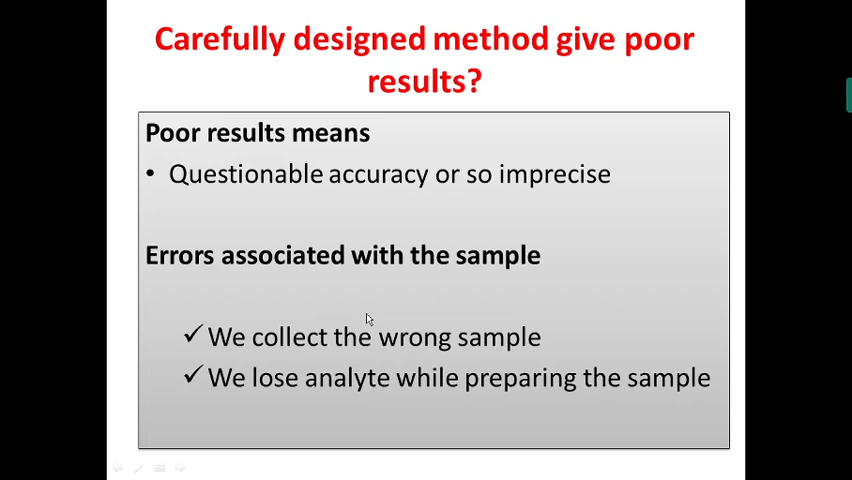 Carefully designed method give poor
results?
Poor results means
• Questionable accuracy or so imprecise
Errors associated with the sample
✓ We collect the wrong sample
✓ We lose analyte while preparing the sample